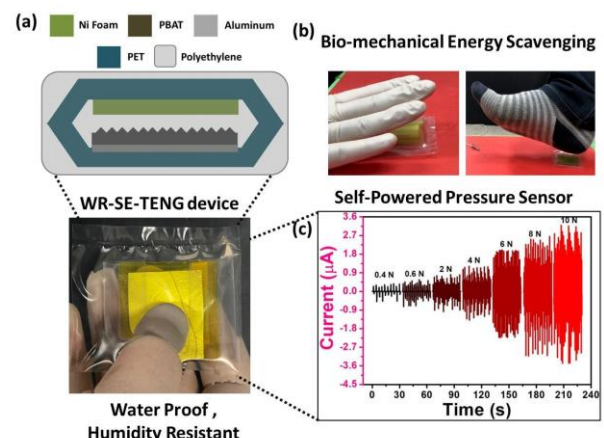 (a)
Ni Foam PBAT Aluminum
PET Polyethylene
WR-SE-TENG device
Water Proof ,
Humidity Resistant
(b)
Bio-mechanical Energy Scavenging
Self-Powered Pressure Sensor
(c)
3.6
2.7
1.8
0.9
0.0
-0.9
-1.8
-2.7
-3.6
-4.5
Current (μA)
0.4 N 0.6 N 2 N 4 N 6 N 8 N 10 N
0 30 60 90 120 150 180 210 240
Time (s)